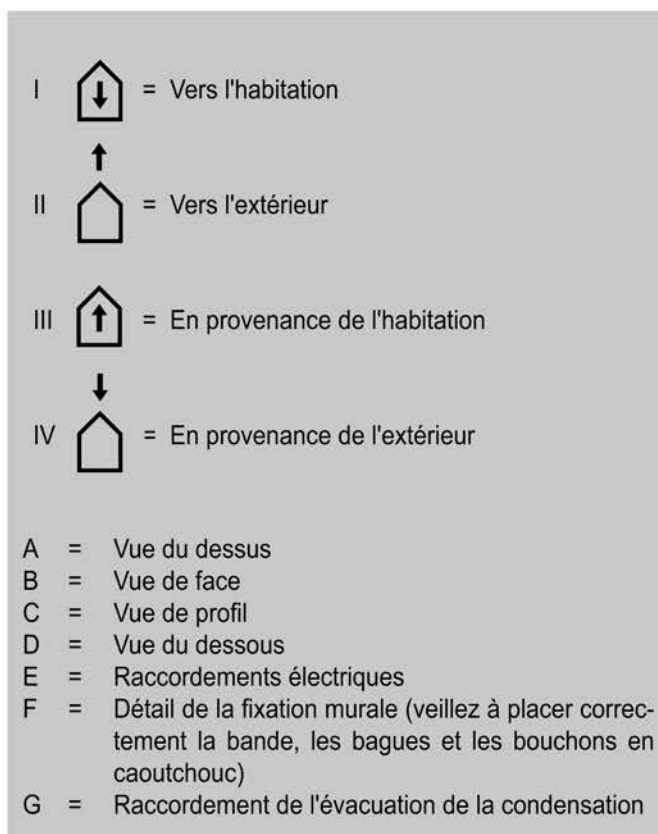 I = Vers l'habitation
II = Vers l'extérieur
III = En provenance de l'habitation
IV = En provenance de l'extérieur
A = Vue du dessus
B = Vue de face
C = Vue de profil
D = Vue du dessous
E = Raccordements électriques
F = Détail de la fixation murale (veillez à placer correc-
tement la bande, les bagues et les bouchons en
caoutchouc)
G = Raccordement de l'évacuation de la condensation